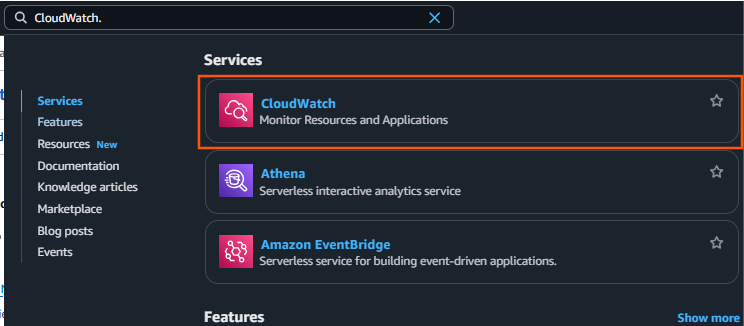 CloudWatch.
Services
Services
Features
Resources New
Documentation
Knowledge articles
Marketplace
Blog posts
Events
CloudWatch
Monitor Resources and Applications
Athena
Serverless interactive analytics service
Amazon EventBridge
Serverless service for building event-driven applications.
Features
Show more